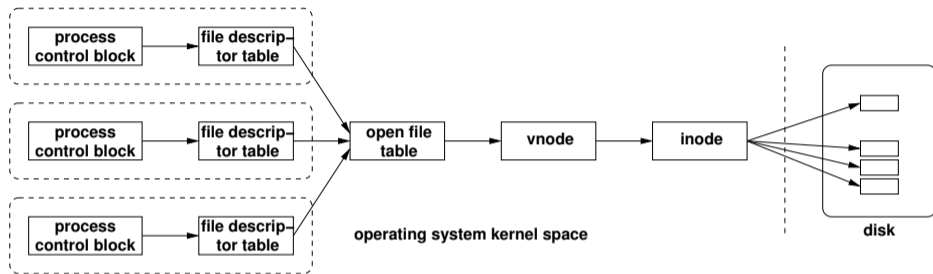 process
control block
file descrip-
tor table
process
control block
file descrip-
tor table
open file
table
vnode
inode
process
control block
file descrip-
tor table
operating system kernel space
disk